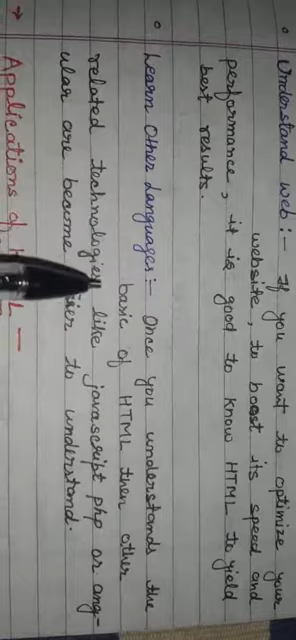 ° Understand web :- If you want to optimize your
website, to boost its speed and
performance, it is good to know HTML to yield
best results.
° Learn Other Languages :- Once you understands the
basic of HTML then other
related technologies like javascript php or ang-
ular are become to understand.
→ Applications of